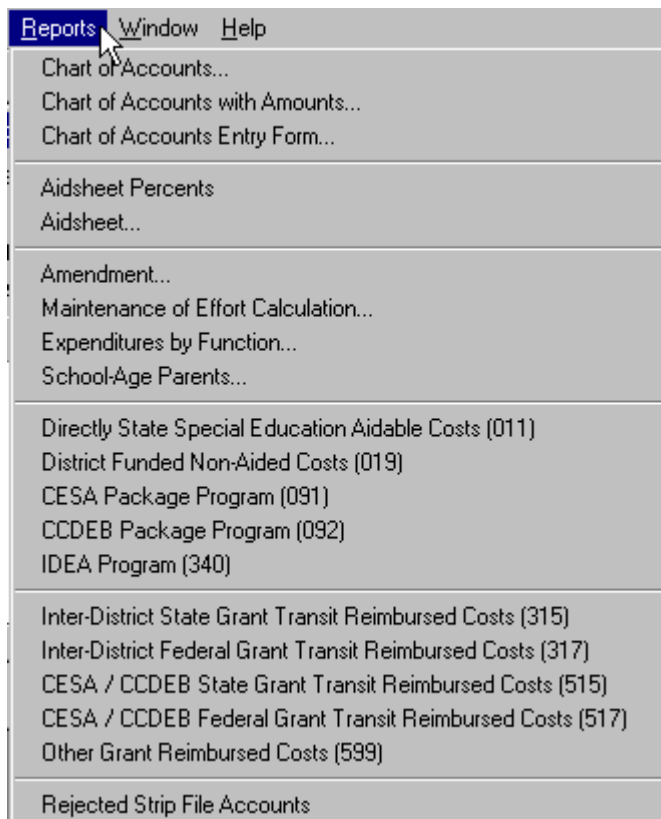 Reports Window Help
Chart of Accounts...
Chart of Accounts with Amounts...
Chart of Accounts Entry Form...
Aidsheet Percents
Aidsheet...
Amendment...
Maintenance of Effort Calculation...
Expenditures by Function...
School-Age Parents...
Directly State Special Education Aidable Costs (011)
District Funded Non-Aided Costs (019)
CESA Package Program (091)
CCDEB Package Program (092)
IDEA Program (340)
Inter-District State Grant Transit Reimbursed Costs (315)
Inter-District Federal Grant Transit Reimbursed Costs (317)
CESA / CCDEB State Grant Transit Reimbursed Costs (515)
CESA / CCDEB Federal Grant Transit Reimbursed Costs (517)
Other Grant Reimbursed Costs (599)
Rejected Strip File Accounts